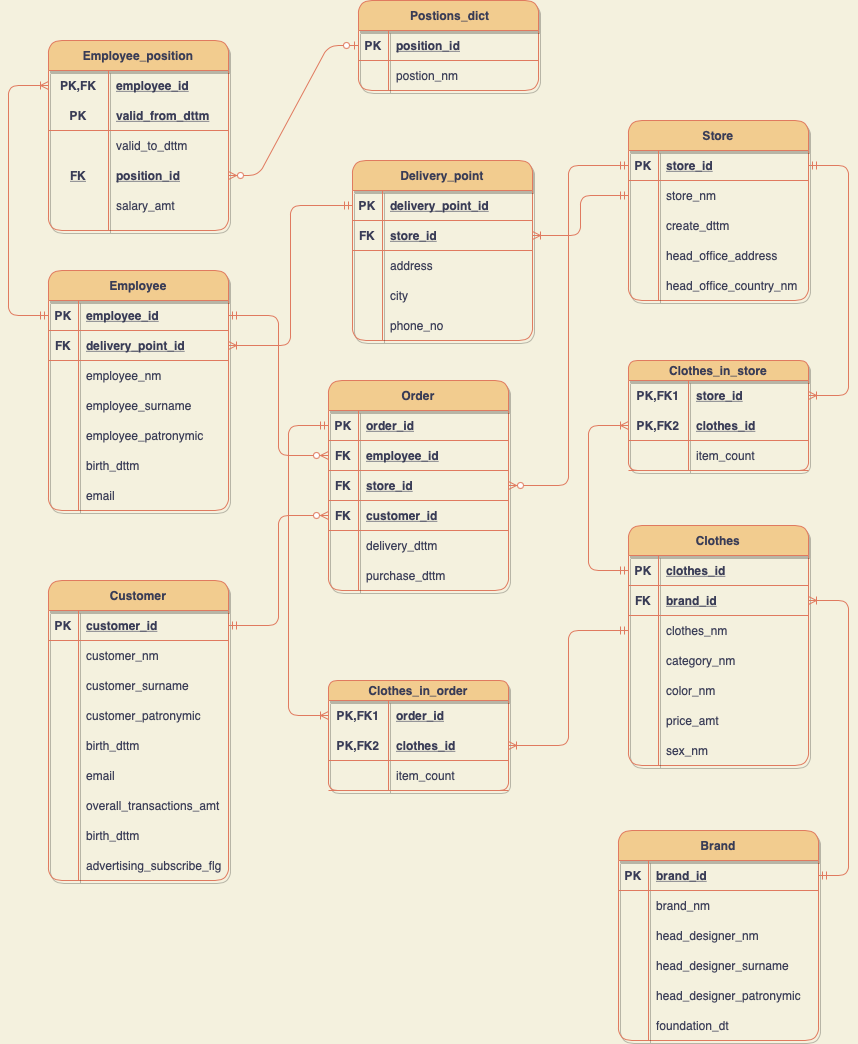 Postions_dict
PK position_id
postion_nm
Employee_position
PK,FK employee_id
PK valid_from_dttm
valid_to_dttm
FK position_id
salary_amt
Store
PK store_id
store_nm
create_dttm
head_office_address
head_office_country_nm
Delivery_point
PK delivery_point_id
FK store_id
address
city
phone_no
Employee
PK employee_id
FK delivery_point_id
employee_nm
employee_surname
employee_patronymic
birth_dttm
email
Clothes_in_store
PK,FK1 store_id
PK,FK2 clothes_id
item_count
Order
PK order_id
FK employee_id
FK store_id
FK customer_id
delivery_dttm
purchase_dttm
Clothes
PK clothes_id
FK brand_id
clothes_nm
category_nm
color_nm
price_amt
sex_nm
Customer
PK customer_id
customer_nm
customer_surname
customer_patronymic
birth_dttm
email
overall_transactions_amt
birth_dttm
advertising_subscribe_flg
Clothes_in_order
PK,FK1 order_id
PK,FK2 clothes_id
item_count
Brand
PK brand_id
brand_nm
head_designer_nm
head_designer_surname
head_designer_patronymic
foundation_dt